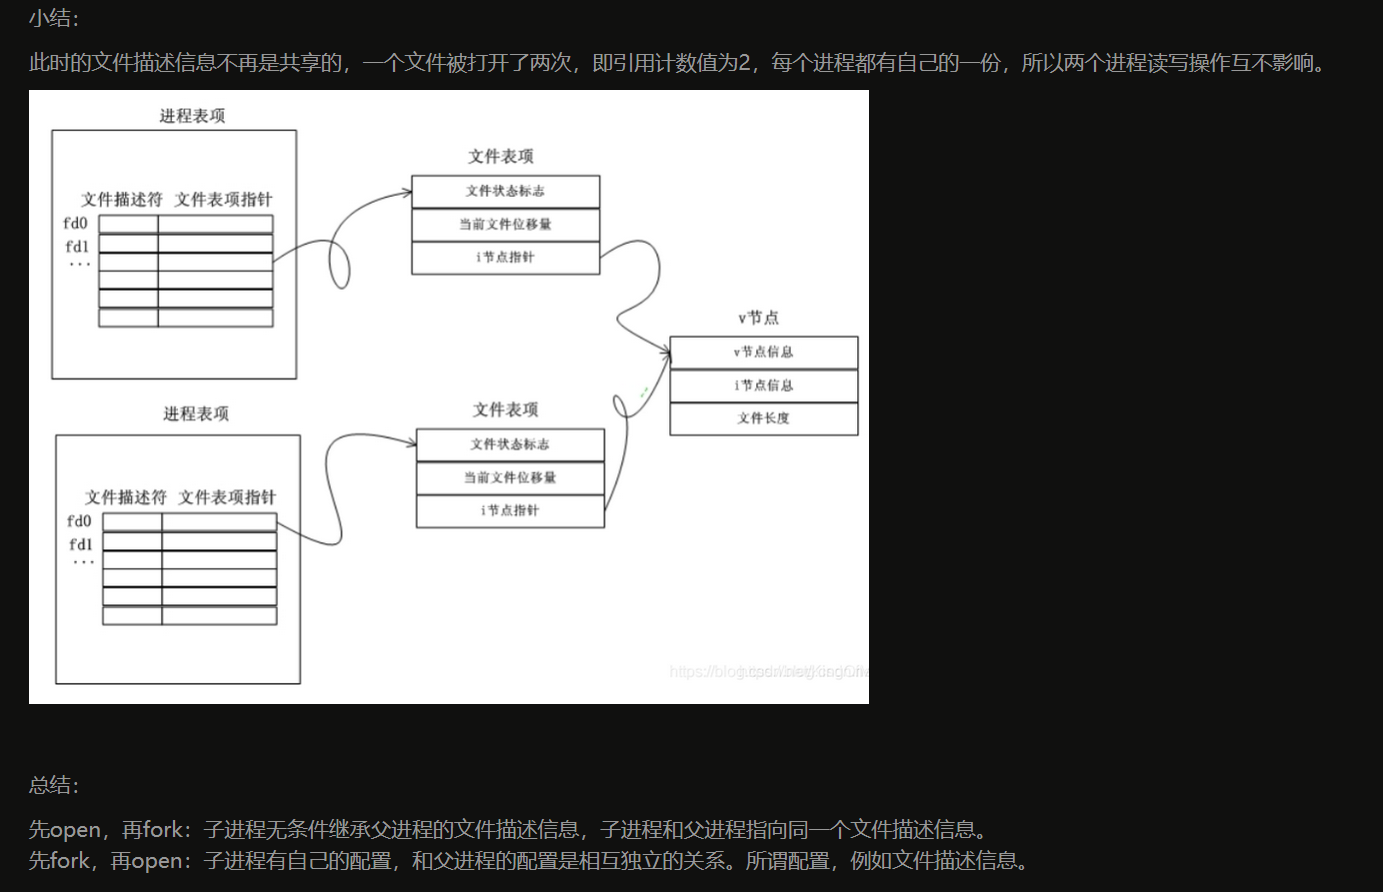 小结：
此时的文件描述信息不再是共享的，一个文件被打开了两次，即引用计数值为2，每个进程都有自己的一份，所以两个进程读写操作互不影响。
进程表项
文件描述符 文件表项指针
fd0
fd1
...
文件表项
文件状态标志
当前文件位移量
i节点指针
v节点
v节点信息
i节点信息
文件长度
进程表项
文件描述符 文件表项指针
fd0
fd1
...
文件表项
文件状态标志
当前文件位移量
i节点指针
总结：
先open，再fork：子进程无条件继承父进程的文件描述信息，子进程和父进程指向同一个文件描述信息。
先fork，再open：子进程有自己的配置，和父进程的配置是相互独立的关系。所谓配置，例如文件描述信息。